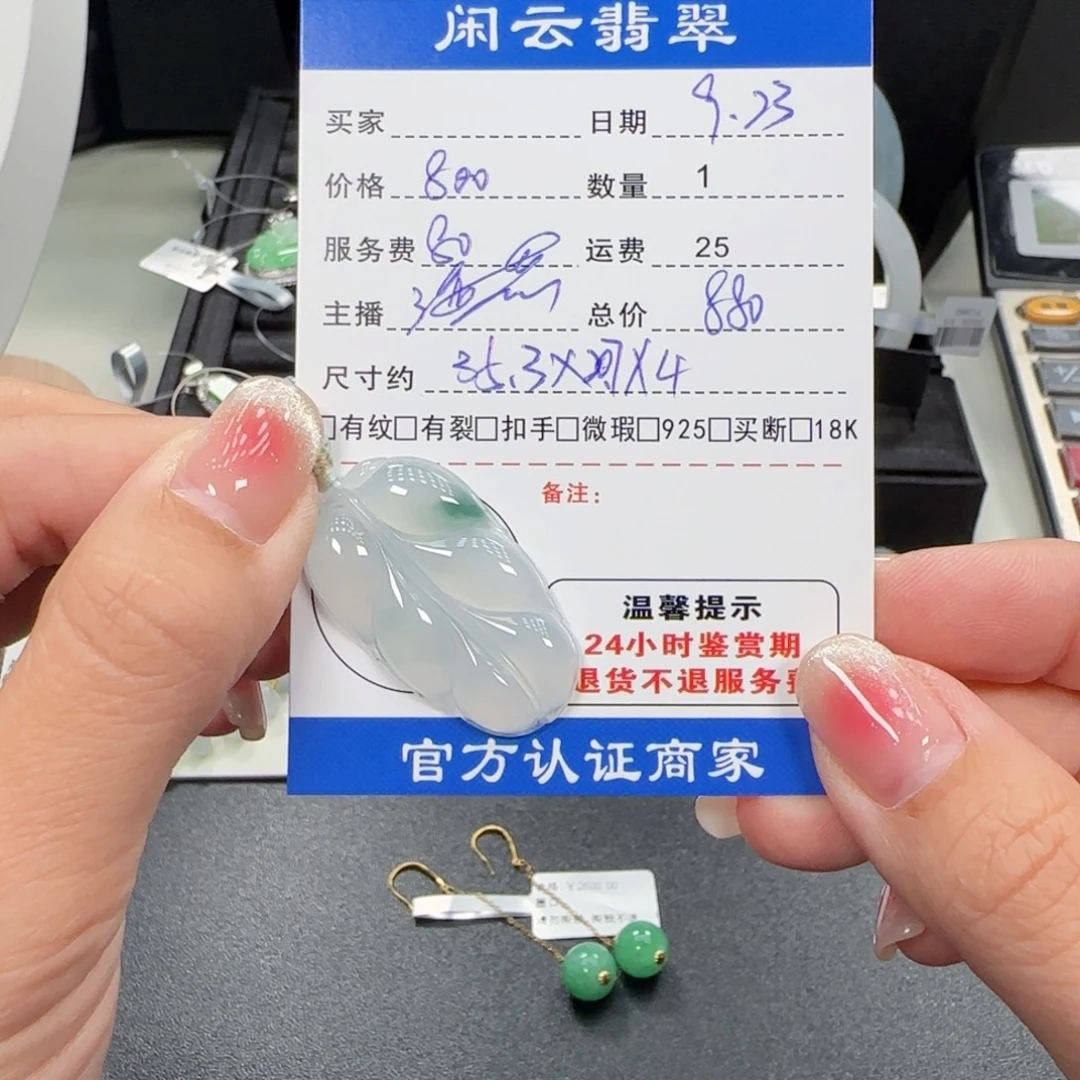 闲云翡翠
买家 日期 9.23
价格 800 数量 1
服务费 80 运费 25
主播 总价 880
尺寸约 35.3X X4
□有纹□有裂□扣手□微瑕□925□买断□18K
备注:
温馨提示
24小时鉴赏期
退货不退服务费
官方认证商家